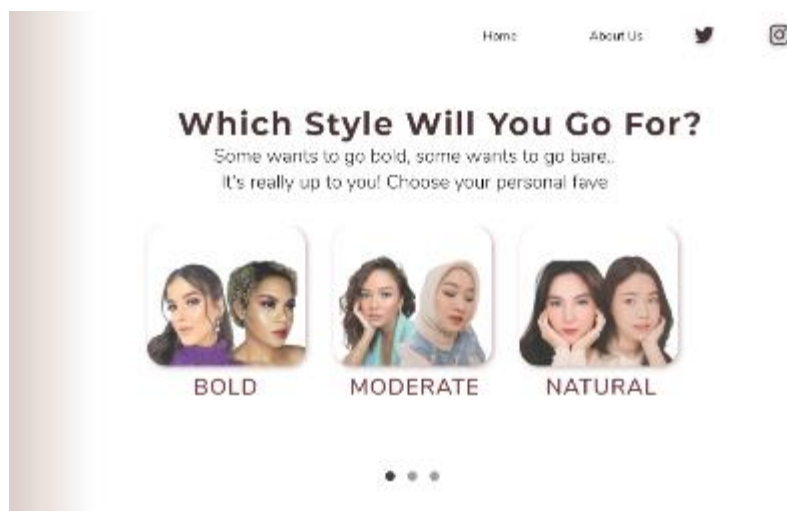 Home
About Us
Which Style Will You Go For?
Some wants to go bold, some wants to go bare..
It's really up to you! Choose your personal fave
BOLD
MODERATE
NATURAL